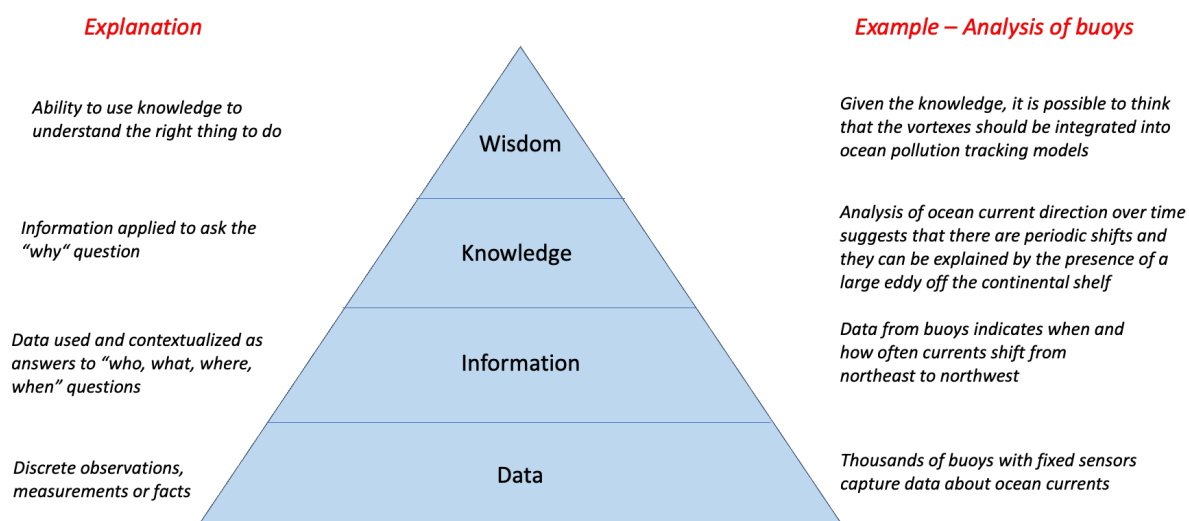 Explanation
Example – Analysis of buoys
Ability to use knowledge to
understand the right thing to do
Wisdom
Given the knowledge, it is possible to think
that the vortexes should be integrated into
ocean pollution tracking models
Information applied to ask the
“why“ question
Knowledge
Analysis of ocean current direction over time
suggests that there are periodic shifts and
they can be explained by the presence of a
large eddy off the continental shelf
Data used and contextualized as
answers to “who, what, where,
when” questions
Information
Data from buoys indicates when and
how often currents shift from
northeast to northwest
Discrete observations,
measurements or facts
Data
Thousands of buoys with fixed sensors
capture data about ocean currents